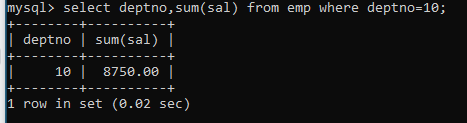 mysql> select deptno,sum(sal) from emp where deptno=10;
+--------+----------+
| deptno | sum(sal) |
+--------+----------+
|     10 |  8750.00 |
+--------+----------+
1 row in set (0.02 sec)